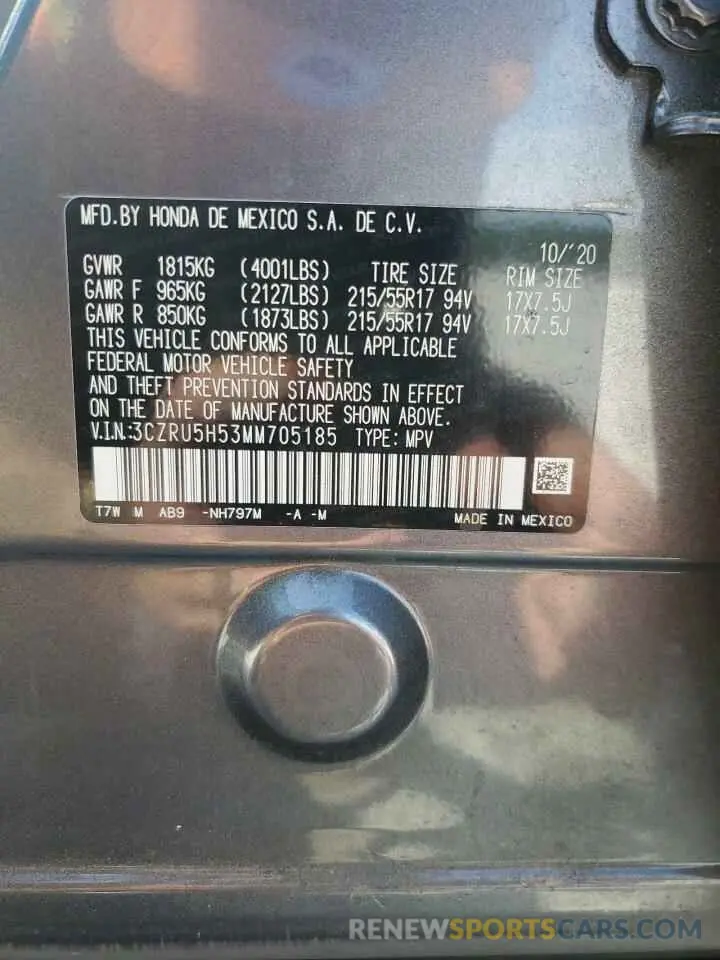 MFD.BY HONDA DE MEXICO S.A. DE C.V.
10/'20
GVWR 1815KG (4001LBS) TIRE SIZE RIM SIZE
GAWR F 965KG (2127LBS) 215/55R17 94V 17X7.5J
GAWR R 850KG (1873LBS) 215/55R17 94V 17X7.5J
THIS VEHICLE CONFORMS TO ALL APPLICABLE
FEDERAL MOTOR VEHICLE SAFETY
AND THEFT PREVENTION STANDARDS IN EFFECT
ON THE DATE OF MANUFACTURE SHOWN ABOVE.
V.I.N.:3CZRU5H53MM705185 TYPE: MPV
T7W M AB9 -NH797M -A -M MADE IN MEXICO
RENEWSPORTSCARS.COM